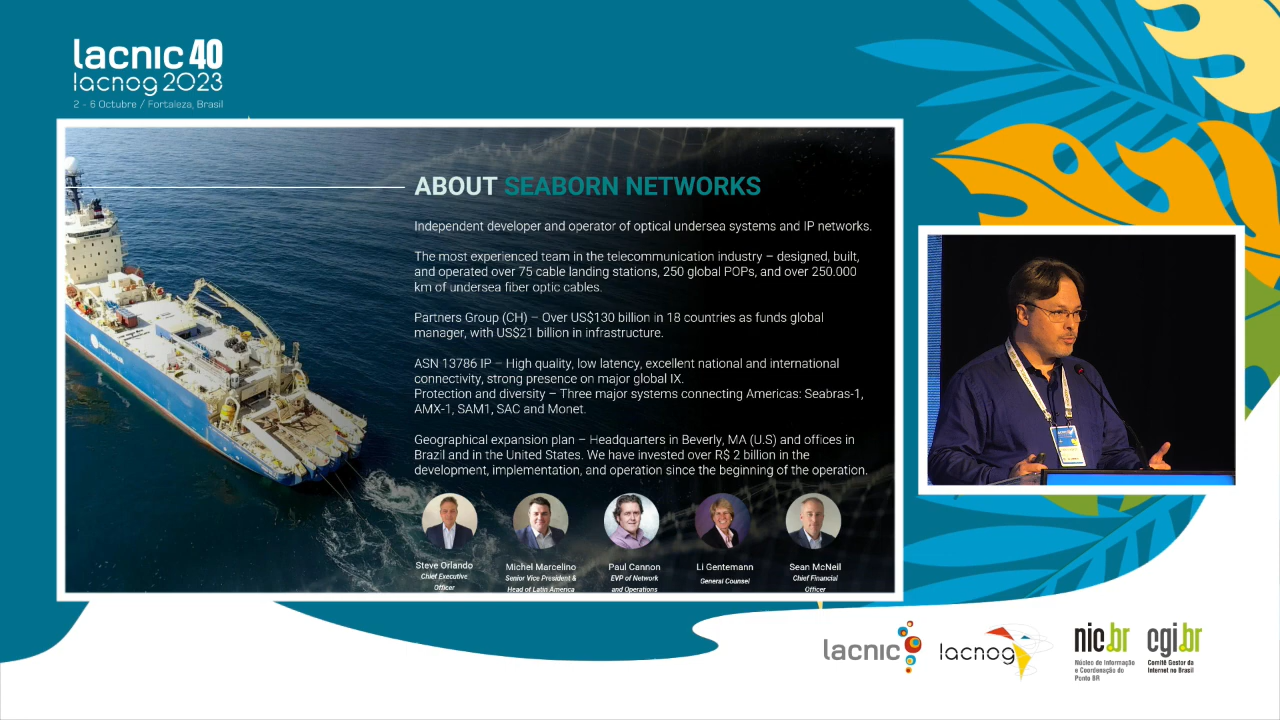 lacnic 40
lacnog 2023
2 - 6 Octubre / Fortaleza, Brasil
ABOUT SEABORN NETWORKS
Independent developer and operator of optical undersea systems and IP networks.
The most experienced team in the telecommunication industry – designed, built,
and operated over 75 cable landing stations, 250 global POPs, and over 250.000
km of undersea fiber optic cables.
Partners Group (CH) – Over US$130 billion in 18 countries as funds global
manager, with US$21 billion in infrastructure.
ASN 13786 IP – High quality, low latency, excellent national and international
connectivity, strong presence on major global IX.
Protection and diversity – Three major systems connecting Americas: Seabras-1,
AMX-1, SAM1, SAC and Monet.
Geographical expansion plan – Headquarters in Beverly, MA (U.S) and offices in
Brazil and in the United States. We have invested over R$ 2 billion in the
development, implementation, and operation since the beginning of the operation.
Steve Orlando
Chief Executive
Officer
Michel Marcelino
Senior Vice President &
Head of Latin America
Paul Cannon
EVP of Network
and Operations
Li Gentemann
General Counsel
Sean McNeil
Chief Financial
Officer
lacnic
lacnog
nic.br
Núcleo de Informação
e Coordenação do
Ponto BR
cgi.br
Comitê Gestor da
Internet no Brasil